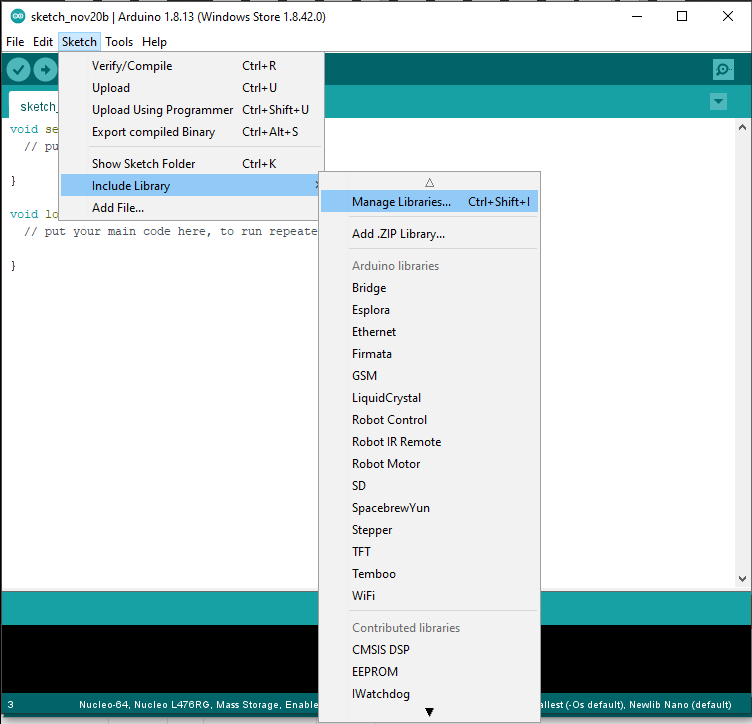 sketch_nov20b | Arduino 1.8.13 (Windows Store 1.8.42.0)
File Edit Sketch Tools Help
Verify/Compile Ctrl+R
Upload Ctrl+U
Upload Using Programmer Ctrl+Shift+U
Export compiled Binary Ctrl+Alt+S
Show Sketch Folder Ctrl+K
Include Library
Add File...
sketch_
void se
// pu
}
void lo
// put your main code here, to run repeate
}
Manage Libraries... Ctrl+Shift+I
Add .ZIP Library...
Arduino libraries
Bridge
Esplora
Ethernet
Firmata
GSM
LiquidCrystal
Robot Control
Robot IR Remote
Robot Motor
SD
SpacebrewYun
Stepper
TFT
Temboo
WiFi
Contributed libraries
CMSIS DSP
EEPROM
IWatchdog
3 Nucleo-64, Nucleo L476RG, Mass Storage, Enable allest (-Os default), Newlib Nano (default)